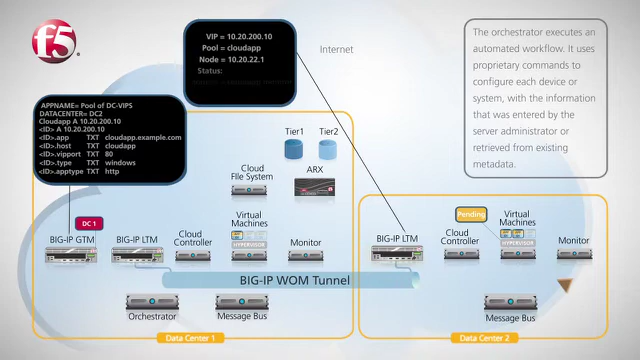 f5
VIP = 10.20.200.10
Pool = cloudapp
Node = 10.20.22.1
Status:
Internet
The orchestrator executes an
automated workflow. It uses
proprietary commands to
configure each device or
system, with the information
that was entered by the
server administrator or
retrieved from existing
metadata.
APPNAME= Pool of DC-VIPS
DATACENTER= DC2
Cloudapp A 10.20.200.10
<ID> A 10.20.200.10
<ID>.app TXT cloudapp.example.com
<ID>.host TXT cloudapp
<ID>.vipport TXT 80
<ID>.type TXT windows
<ID>.apptype TXT http
Tier1
Tier2
Cloud
File System
ARX
DC 1
BIG-IP GTM
BIG-IP LTM
Cloud
Controller
Virtual
Machines
HYPERVISOR
Monitor
BIG-IP LTM
Cloud
Controller
Pending
Virtual
Machines
HYPERVISOR
Monitor
BIG-IP WOM Tunnel
Orchestrator
Message Bus
Message Bus
Data Center 1
Data Center 2